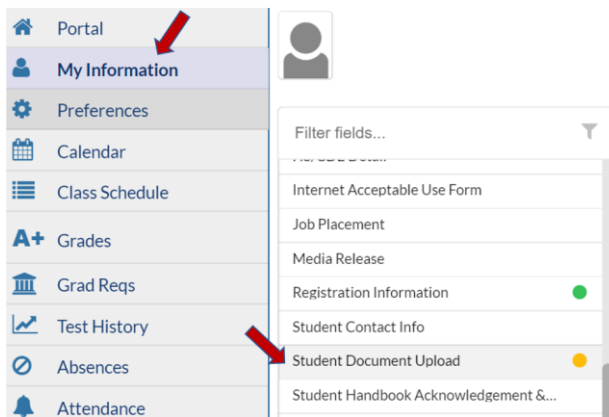 Portal
My Information
Preferences
Calendar
Class Schedule
A+ Grades
Grad Reqs
Test History
Absences
Attendance
Filter fields...
Internet Acceptable Use Form
Job Placement
Media Release
Registration Information
Student Contact Info
Student Document Upload
Student Handbook Acknowledgement &...